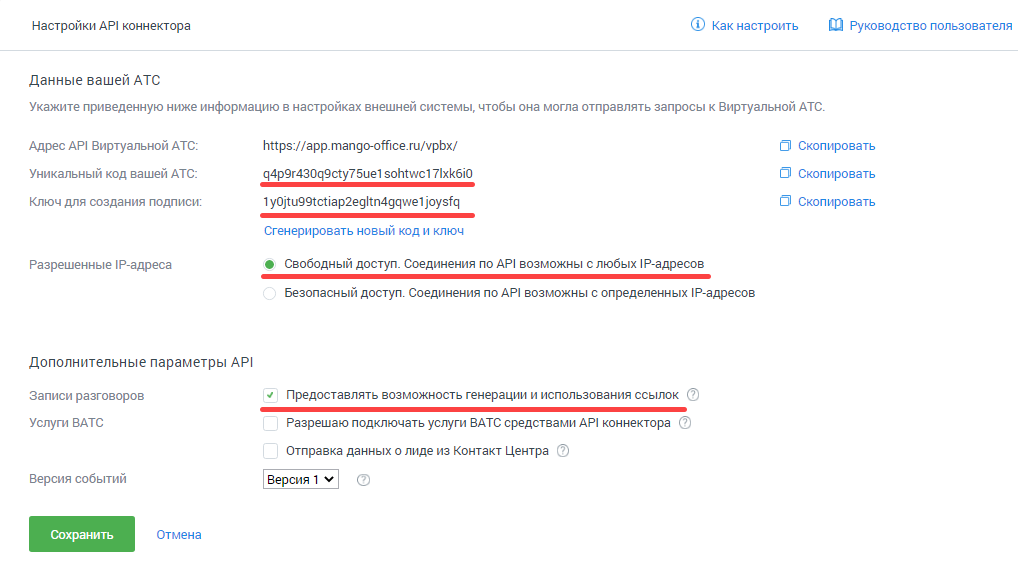 Настройки API коннектора
Как настроить
Руководство пользователя
Данные вашей АТС
Укажите приведенную ниже информацию в настройках внешней системы, чтобы она могла отправлять запросы к Виртуальной АТС.
Адрес API Виртуальной АТС: https://app.mango-office.ru/vpbx/ Скопировать
Уникальный код вашей АТС: q4p9r430q9cty75ue1sohtwc17lxk6i0 Скопировать
Ключ для создания подписи: 1y0jtu99tctiap2egltn4gqwe1joysfq Скопировать
Сгенерировать новый код и ключ
Разрешенные IP-адреса Свободный доступ. Соединения по API возможны с любых IP-адресов
Безопасный доступ. Соединения по API возможны с определенных IP-адресов
Дополнительные параметры API
Записи разговоров Предоставлять возможность генерации и использования ссылок ?
Услуги ВАТС Разрешаю подключать услуги ВАТС средствами API коннектора ?
Отправка данных о лиде из Контакт Центра ?
Версия событий Версия 1 ?
Сохранить Отмена